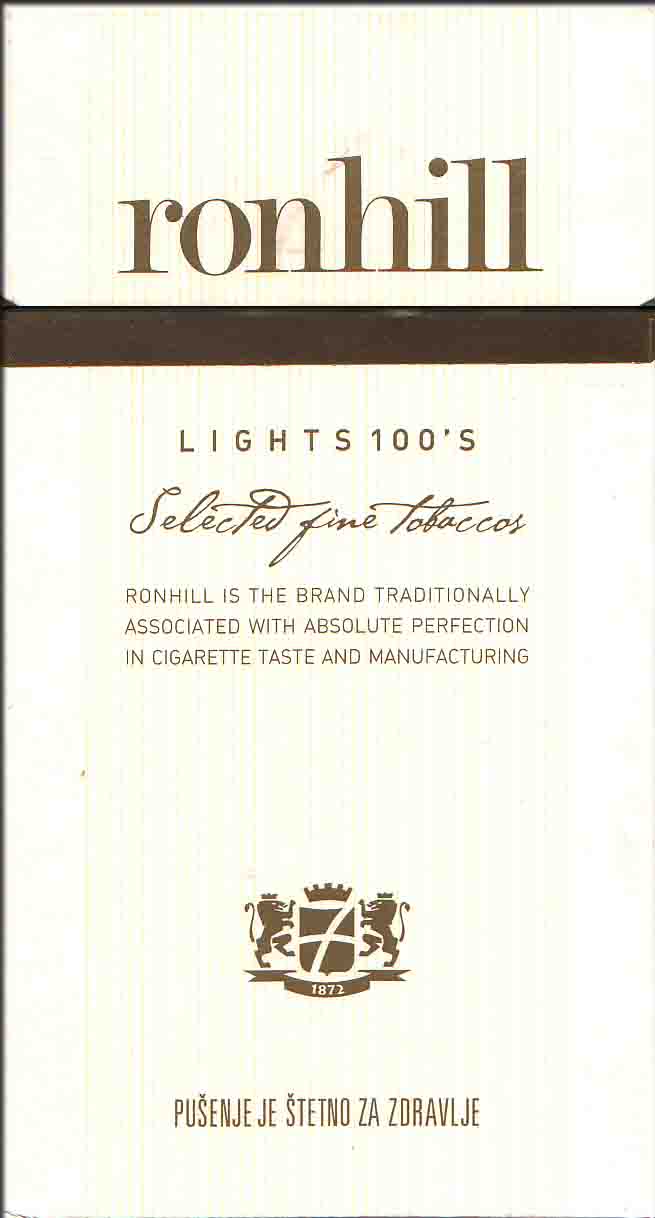 ronhill
LIGHTS 100'S
Selected fine tobaccos
RONHILL IS THE BRAND TRADITIONALLY
ASSOCIATED WITH ABSOLUTE PERFECTION
IN CIGARETTE TASTE AND MANUFACTURING
1872
PUŠENJE JE ŠTETNO ZA ZDRAVLJE